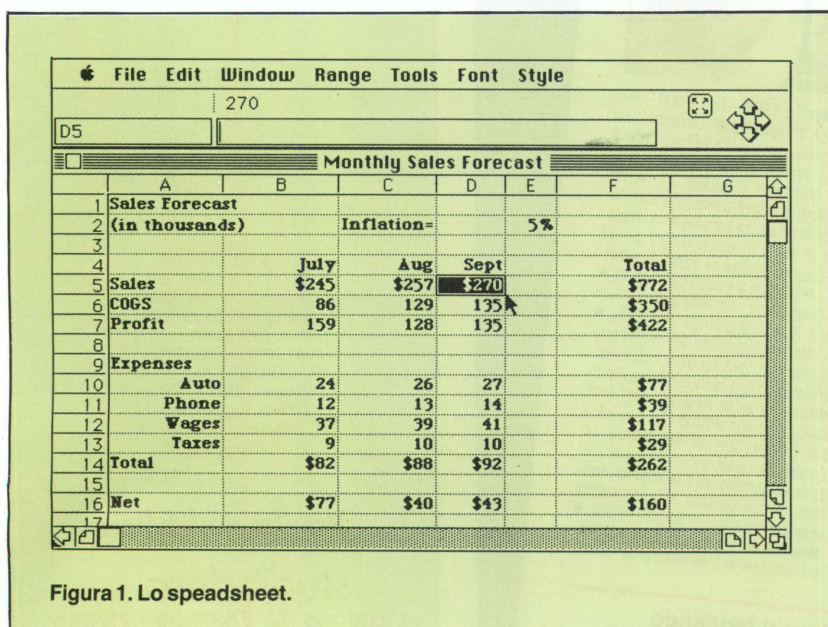 File Edit Window Range Tools Font Style
270
D5
Monthly Sales Forecast
A B C D E F G
1 Sales Forecast
2 (in thousands) Inflation= 5%
3
4 July Aug Sept Total
5 Sales $245 $257 $270 $772
6 COGS 86 129 135 $350
7 Profit 159 128 135 $422
8
9 Expenses
10 Auto 24 26 27 $77
11 Phone 12 13 14 $39
12 Wages 37 39 41 $117
13 Taxes 9 10 10 $29
14 Total $82 $88 $92 $262
15
16 Net $77 $40 $43 $160
17
Figura 1. Lo speadsheet.